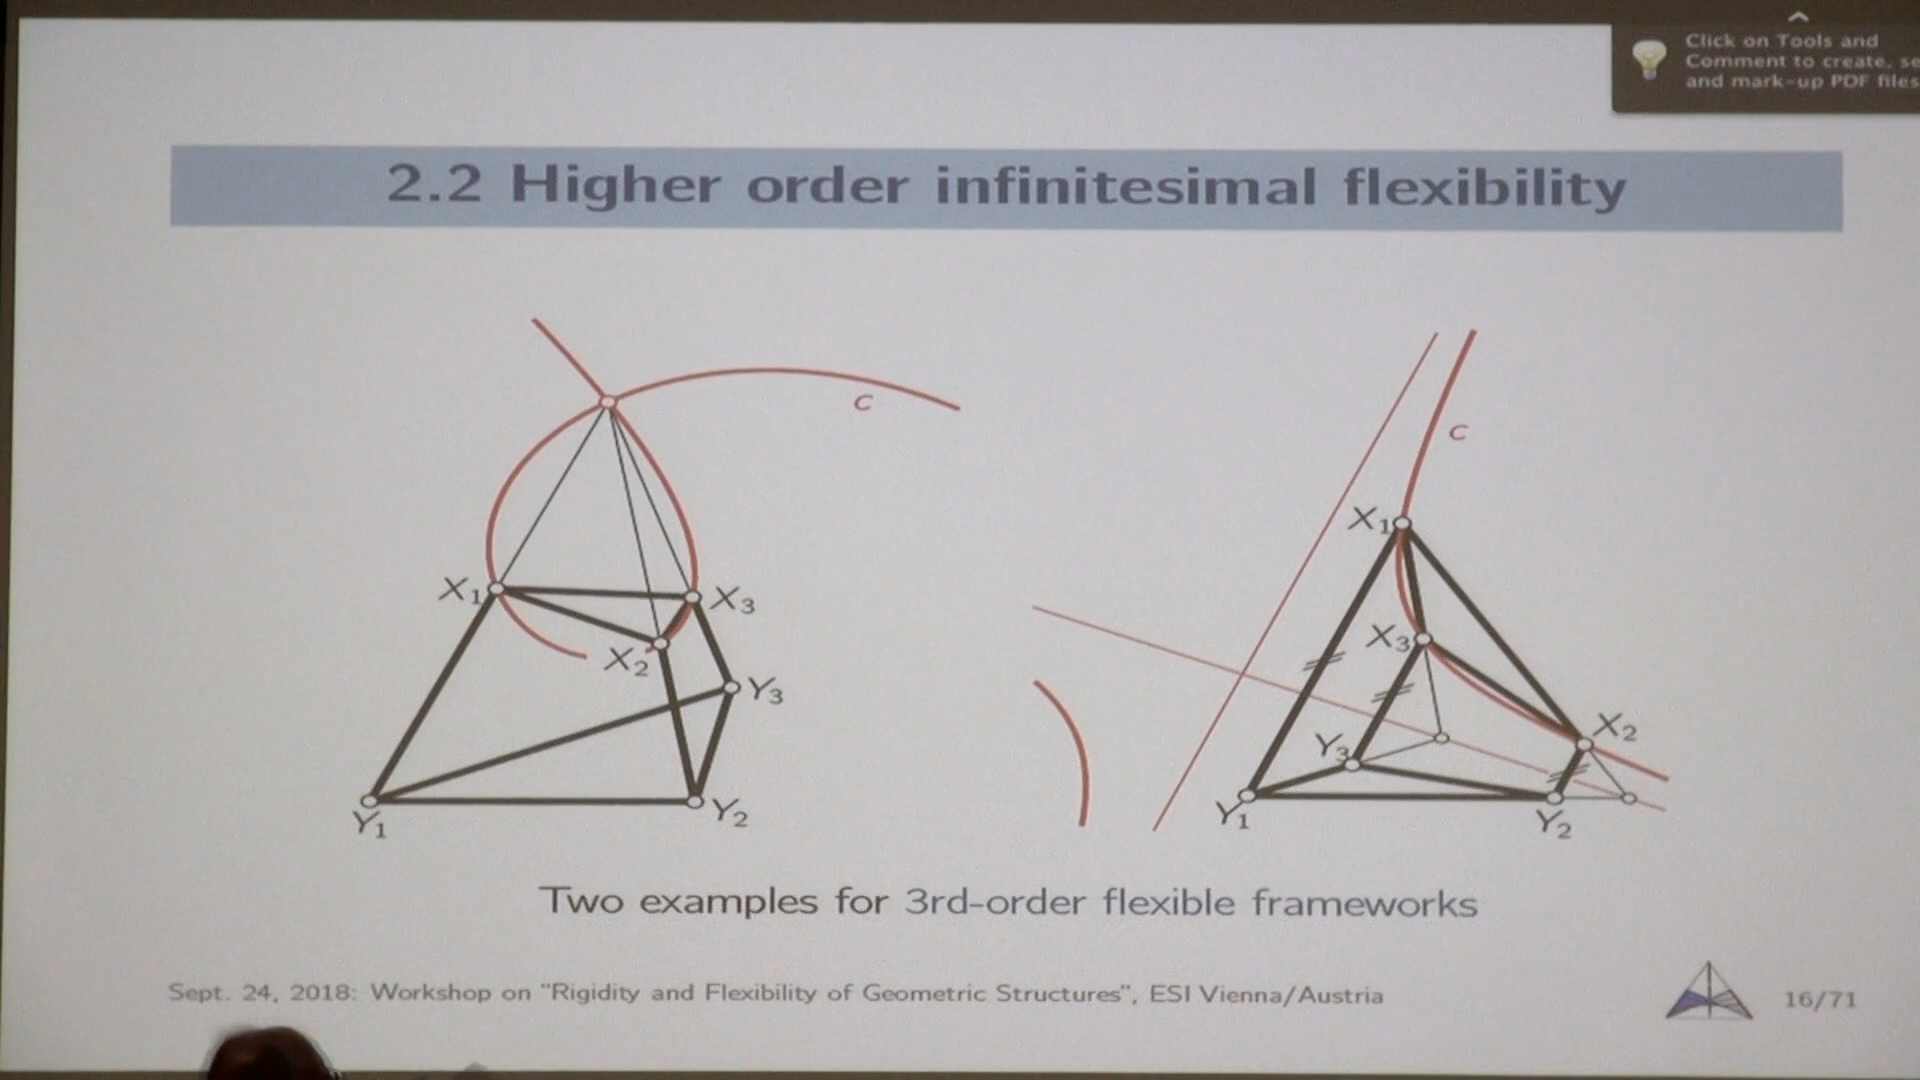 Click on Tools and
Comment to create, se
and mark-up PDF files
2.2 Higher order infinitesimal flexibility
c
X1
X3
X2
Y3
Y1
Y2
c
X1
X3
X2
Y3
Y1
Y2
Two examples for 3rd-order flexible frameworks
Sept. 24, 2018: Workshop on "Rigidity and Flexibility of Geometric Structures", ESI Vienna/Austria
16/71